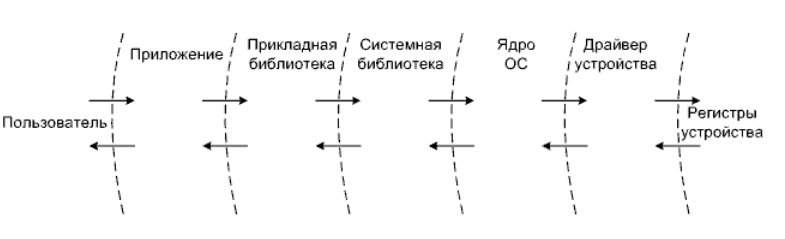 Пользователь
Приложение
Прикладная
библиотека
Системная
библиотека
Ядро
ОС
Драйвер
устройства
Регистры
устройства